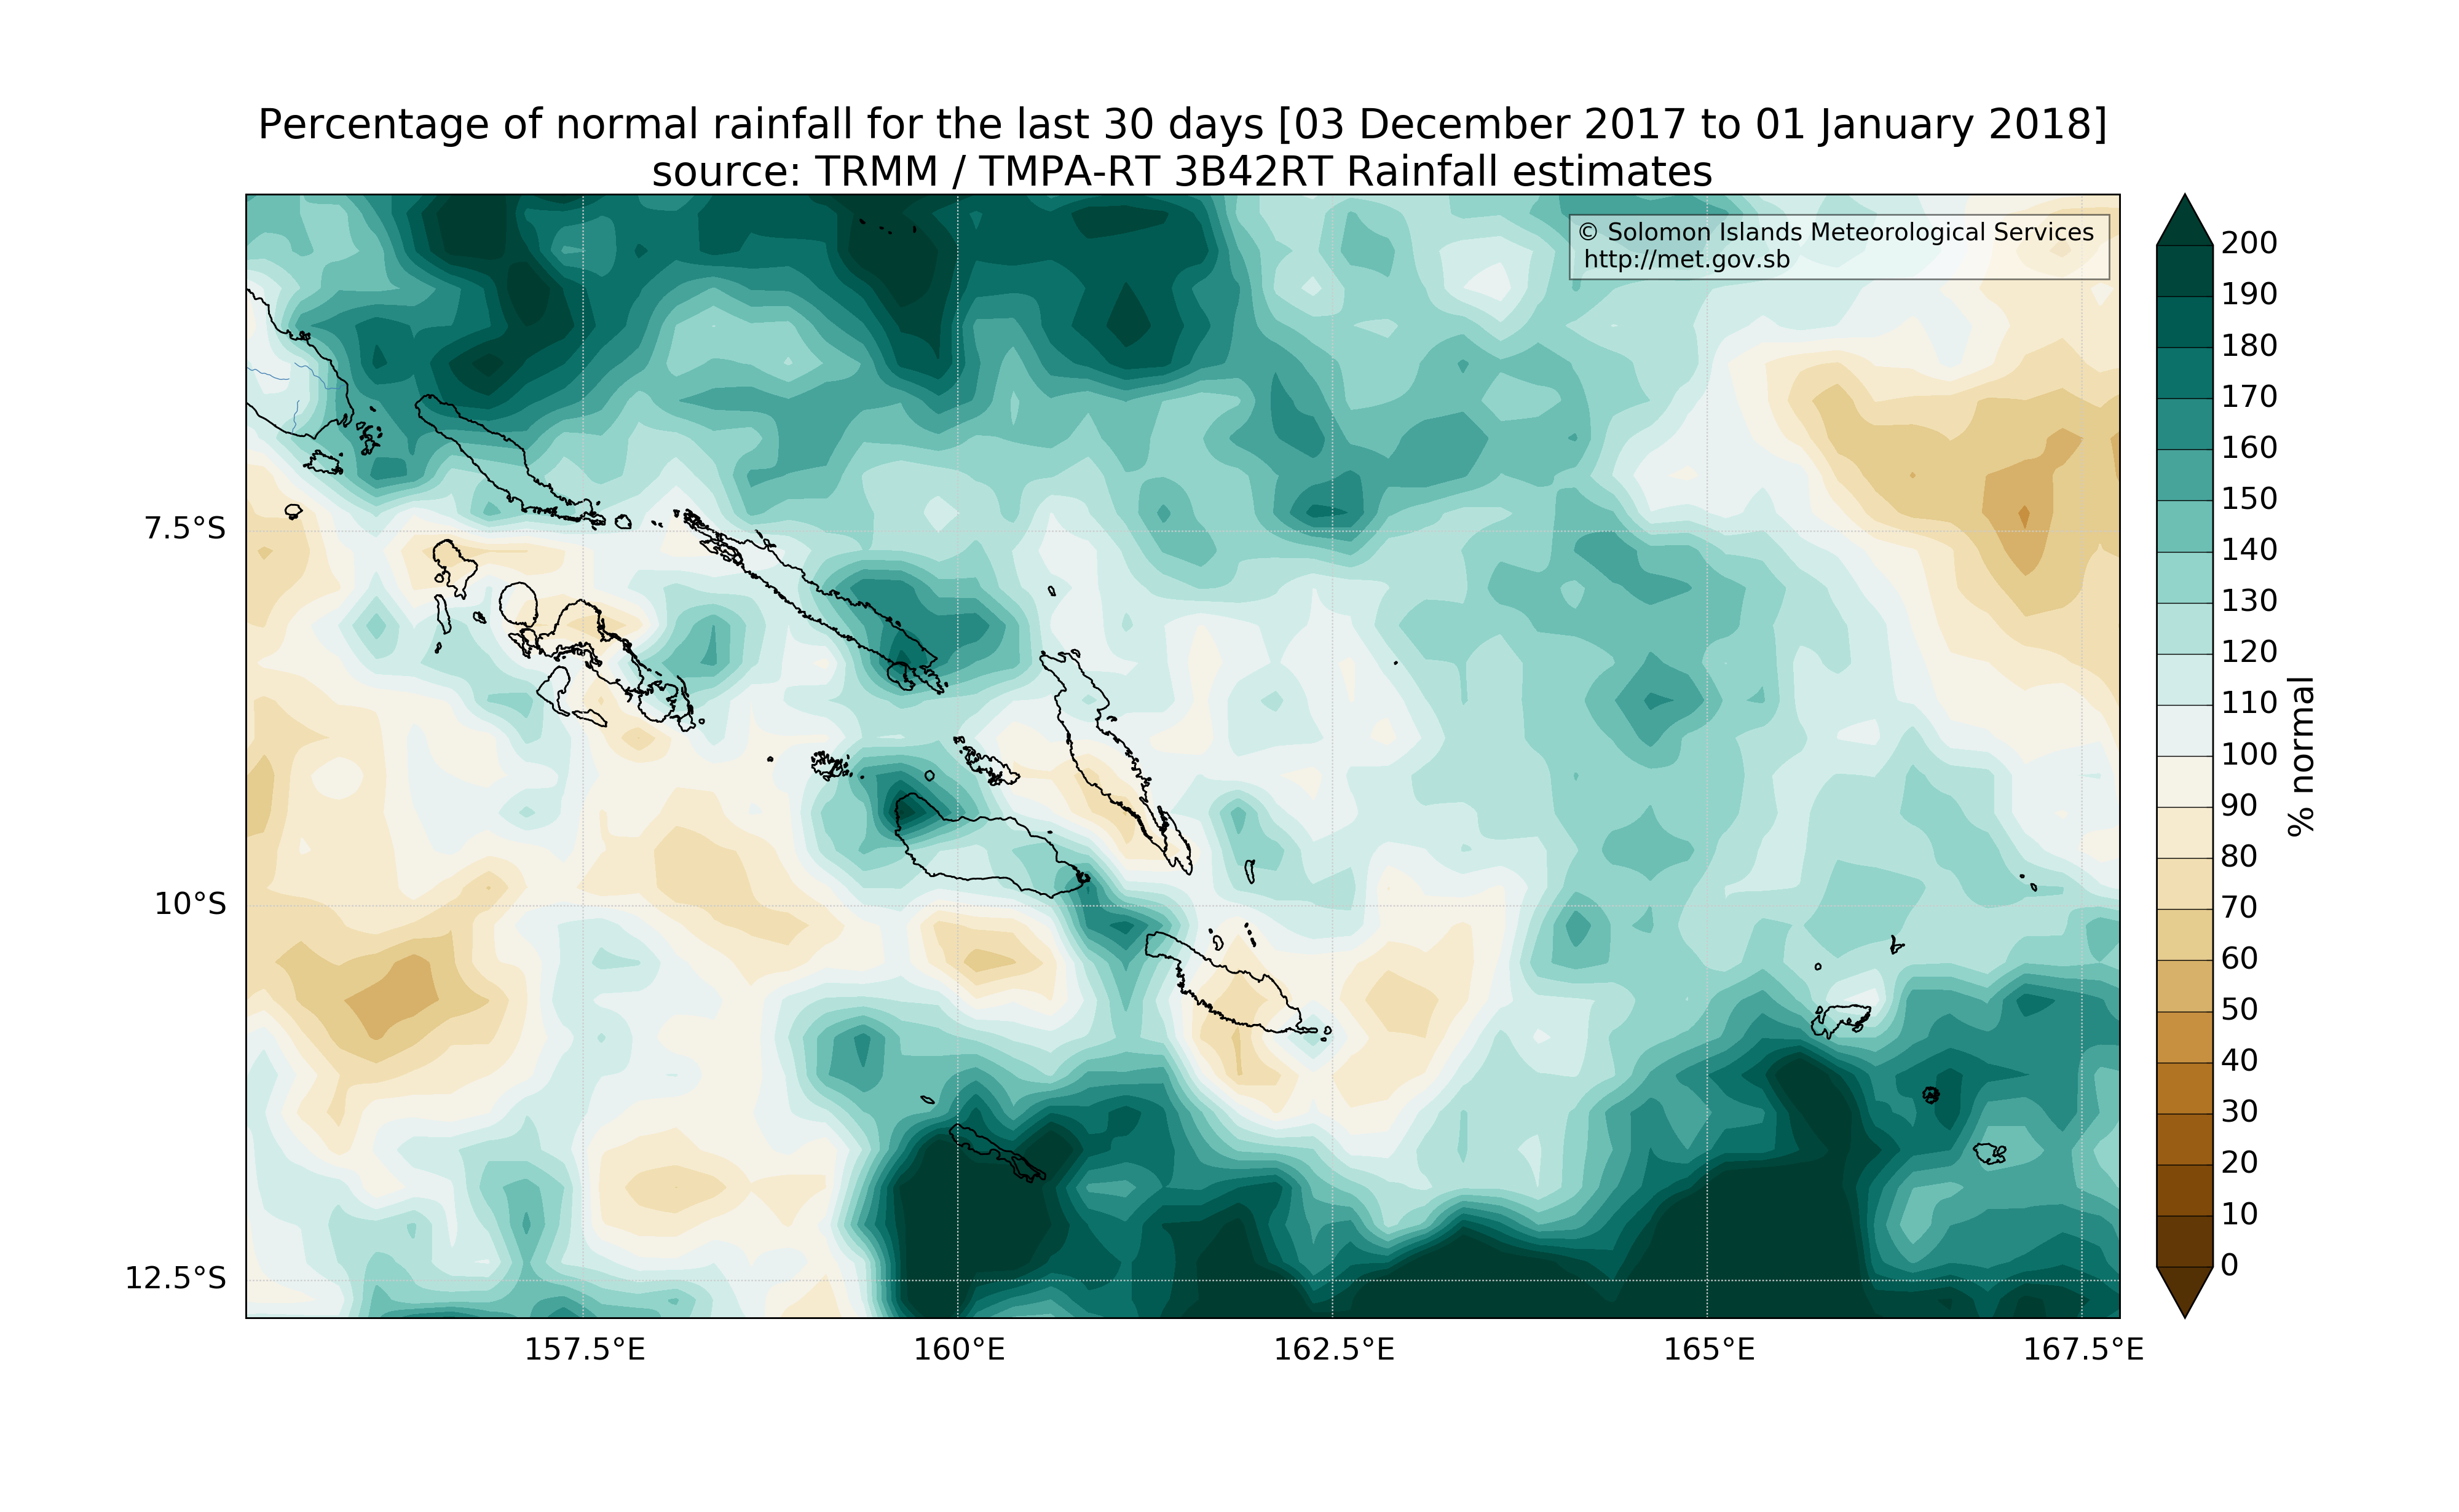 Percentage of normal rainfall for the last 30 days [03 December 2017 to 01 January 2018]
source: TRMM / TMPA-RT 3B42RT Rainfall estimates
© Solomon Islands Meteorological Services
http://met.gov.sb
7.5°S
10°S
12.5°S
157.5°E
160°E
162.5°E
165°E
167.5°E
200
190
180
170
160
150
140
130
120
110
100
90
80
70
60
50
40
30
20
10
0
% normal